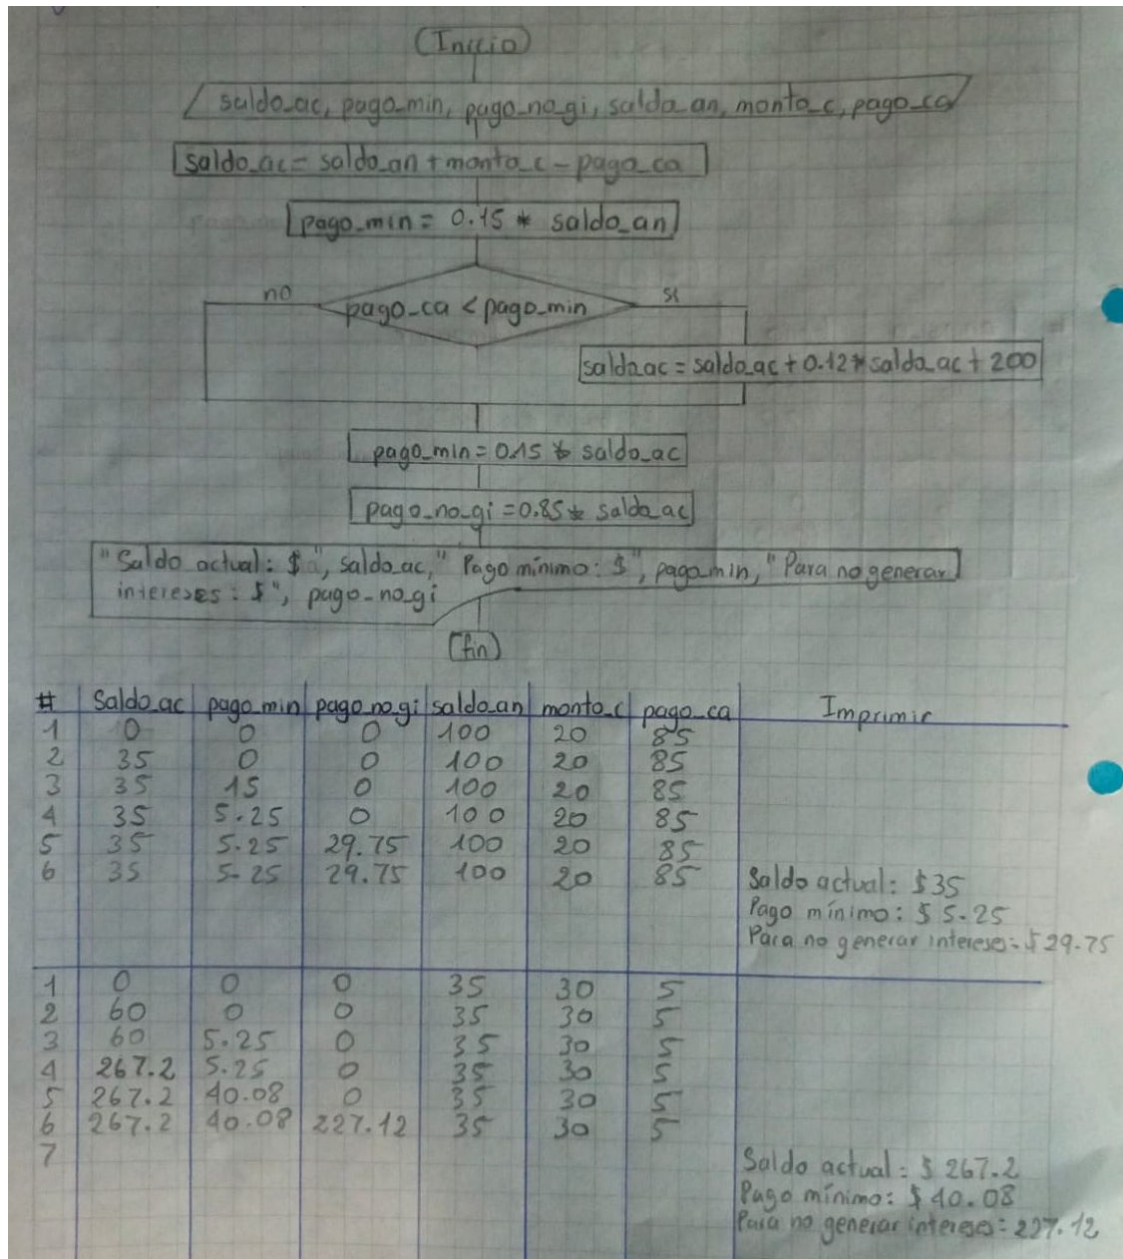 Inicio
saldo_ac, pago_min, pago_no_gi, saldo_an, monto_c, pago_ca
saldo_ac = saldo_an + monto_c - pago_ca
pago_min = 0.15 * saldo_an
no
pago_ca < pago_min
si
saldo_ac = saldo_ac + 0.12 * saldo_ac + 200
pago_min = 0.15 * saldo_ac
pago_no_gi = 0.85 * saldo_ac
"Saldo actual: $", saldo_ac, "Pago mínimo: $", pago_min, "Para no generar
intereses: $", pago_no_gi
fin
# Saldo_ac pago_min pago_no_gi saldo_an monto_c pago_ca Imprimir
1 0 0 0 100 20 85
2 35 0 0 100 20 85
3 35 15 0 100 20 85
4 35 5.25 0 100 20 85
5 35 5.25 29.75 100 20 85
6 35 5.25 29.75 100 20 85 Saldo actual: $35
Pago mínimo: $5.25
Para no generar intereses: $29.75
1 0 0 0 35 30 5
2 60 0 0 35 30 5
3 60 5.25 0 35 30 5
4 267.2 5.25 0 35 30 5
5 267.2 40.08 0 35 30 5
6 267.2 40.08 227.12 35 30 5
7 Saldo actual: $267.2
Pago mínimo: $40.08
Para no generar intereses: 227.12